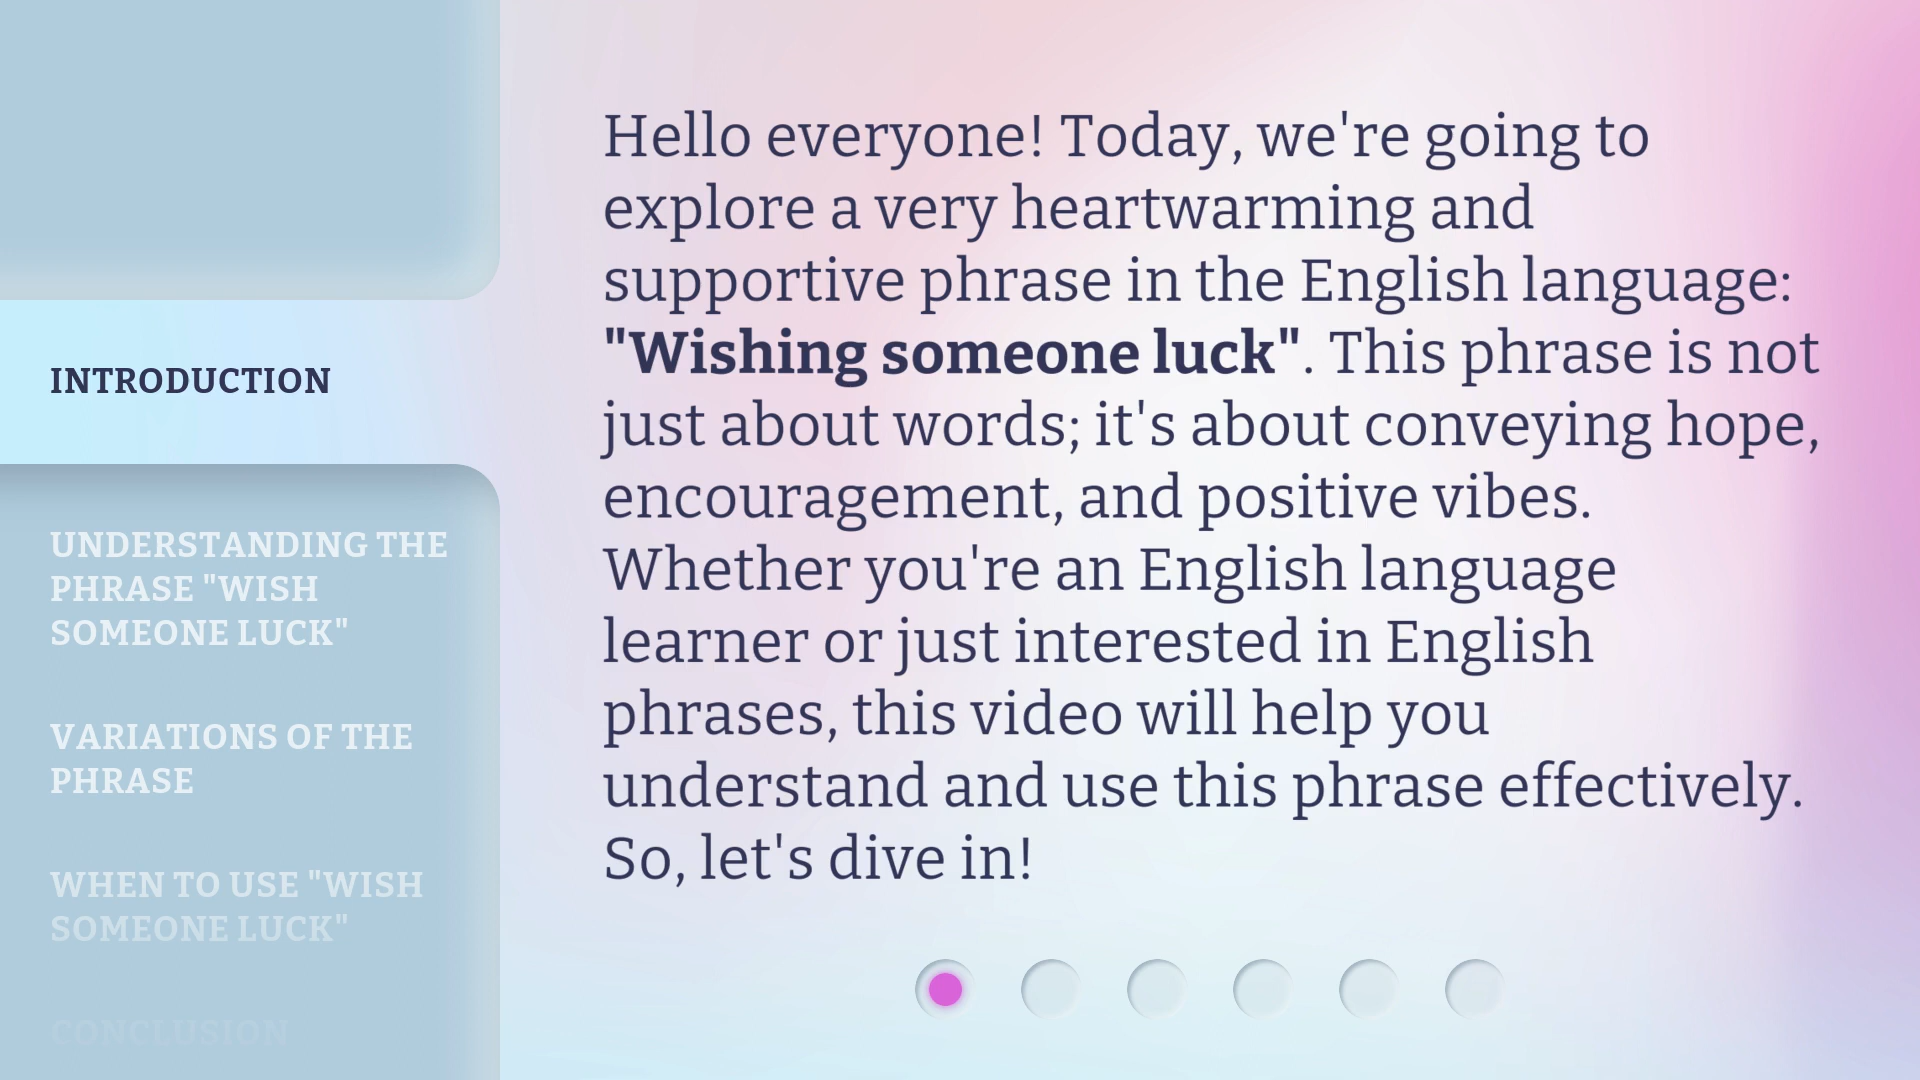 INTRODUCTION
UNDERSTANDING THE
PHRASE "WISH
SOMEONE LUCK"
VARIATIONS OF THE
PHRASE
WHEN TO USE "WISH
SOMEONE LUCK"
CONCLUSION
Hello everyone! Today, we're going to
explore a very heartwarming and
supportive phrase in the English language:
"Wishing someone luck". This phrase is not
just about words; it's about conveying hope,
encouragement, and positive vibes.
Whether you're an English language
learner or just interested in English
phrases, this video will help you
understand and use this phrase effectively.
So, let's dive in!